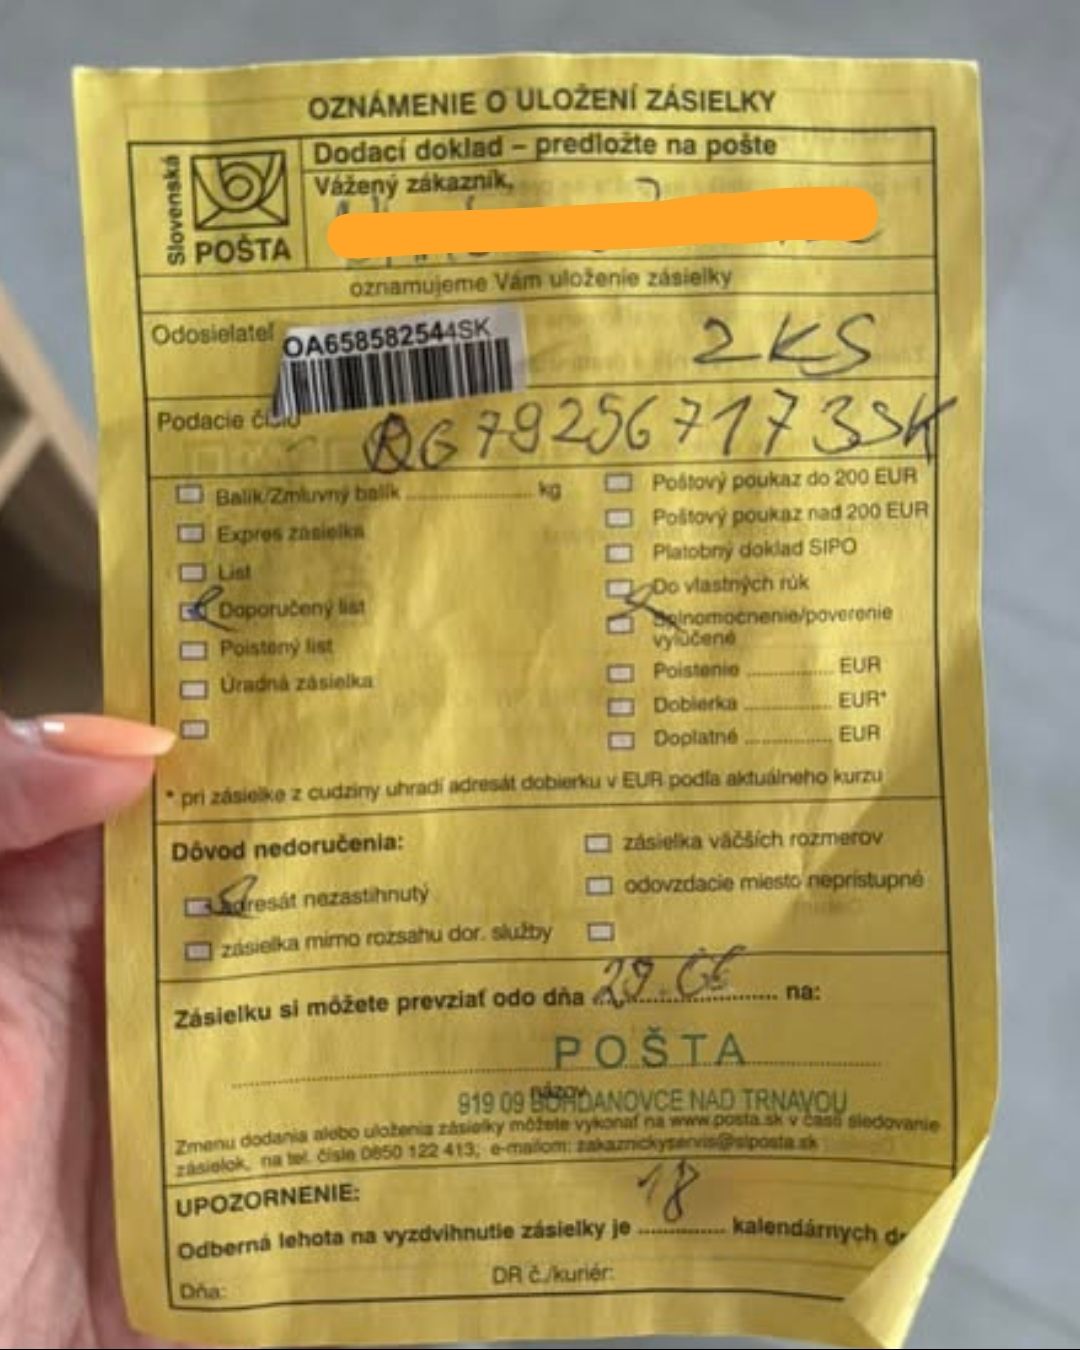 OZNÁMENIE O ULOŽENÍ ZÁSIELKY
Slovenská
POŠTA
Dodací doklad – predložte na pošte
Vážený zákazník,
oznamujeme Vám uloženie zásielky
Odosielateľ
OA658582544SK
2 KS
Podacie číslo
RG792567173SK
Balík/Zmluvný balík ........................ kg
Expres zásielka
List
Doporučený list
Poistený list
Úradná zásielka
Poštový poukaz do 200 EUR
Poštový poukaz nad 200 EUR
Platobný doklad SIPO
Do vlastných rúk
Splnomocnenie/poverenie
vylúčené
Poistenie .............. EUR
Dobierka .............. EUR*
Doplatné .............. EUR
* pri zásielke z cudziny uhradí adresát dobierku v EUR podľa aktuálneho kurzu
Dôvod nedoručenia:
adresát nezastihnutý
zásielka mimo rozsahu dor. služby
zásielka väčších rozmerov
odovzdacie miesto neprístupné
Zásielku si môžete prevziať odo dňa 29. na:
POŠTA
názov
919 09 BOHDANOVCE NAD TRNAVOU
Zmenu dodania alebo uloženia zásielky môžete vykonať na www.posta.sk v časti sledovanie
zásielok, na tel. čísle 0850 122 413, e-mailom: zakaznickyservis@slposta.sk
UPOZORNENIE:
Odberná lehota na vyzdvihnutie zásielky je 18 kalendárnych
Dňa:
DR č./kuriér: